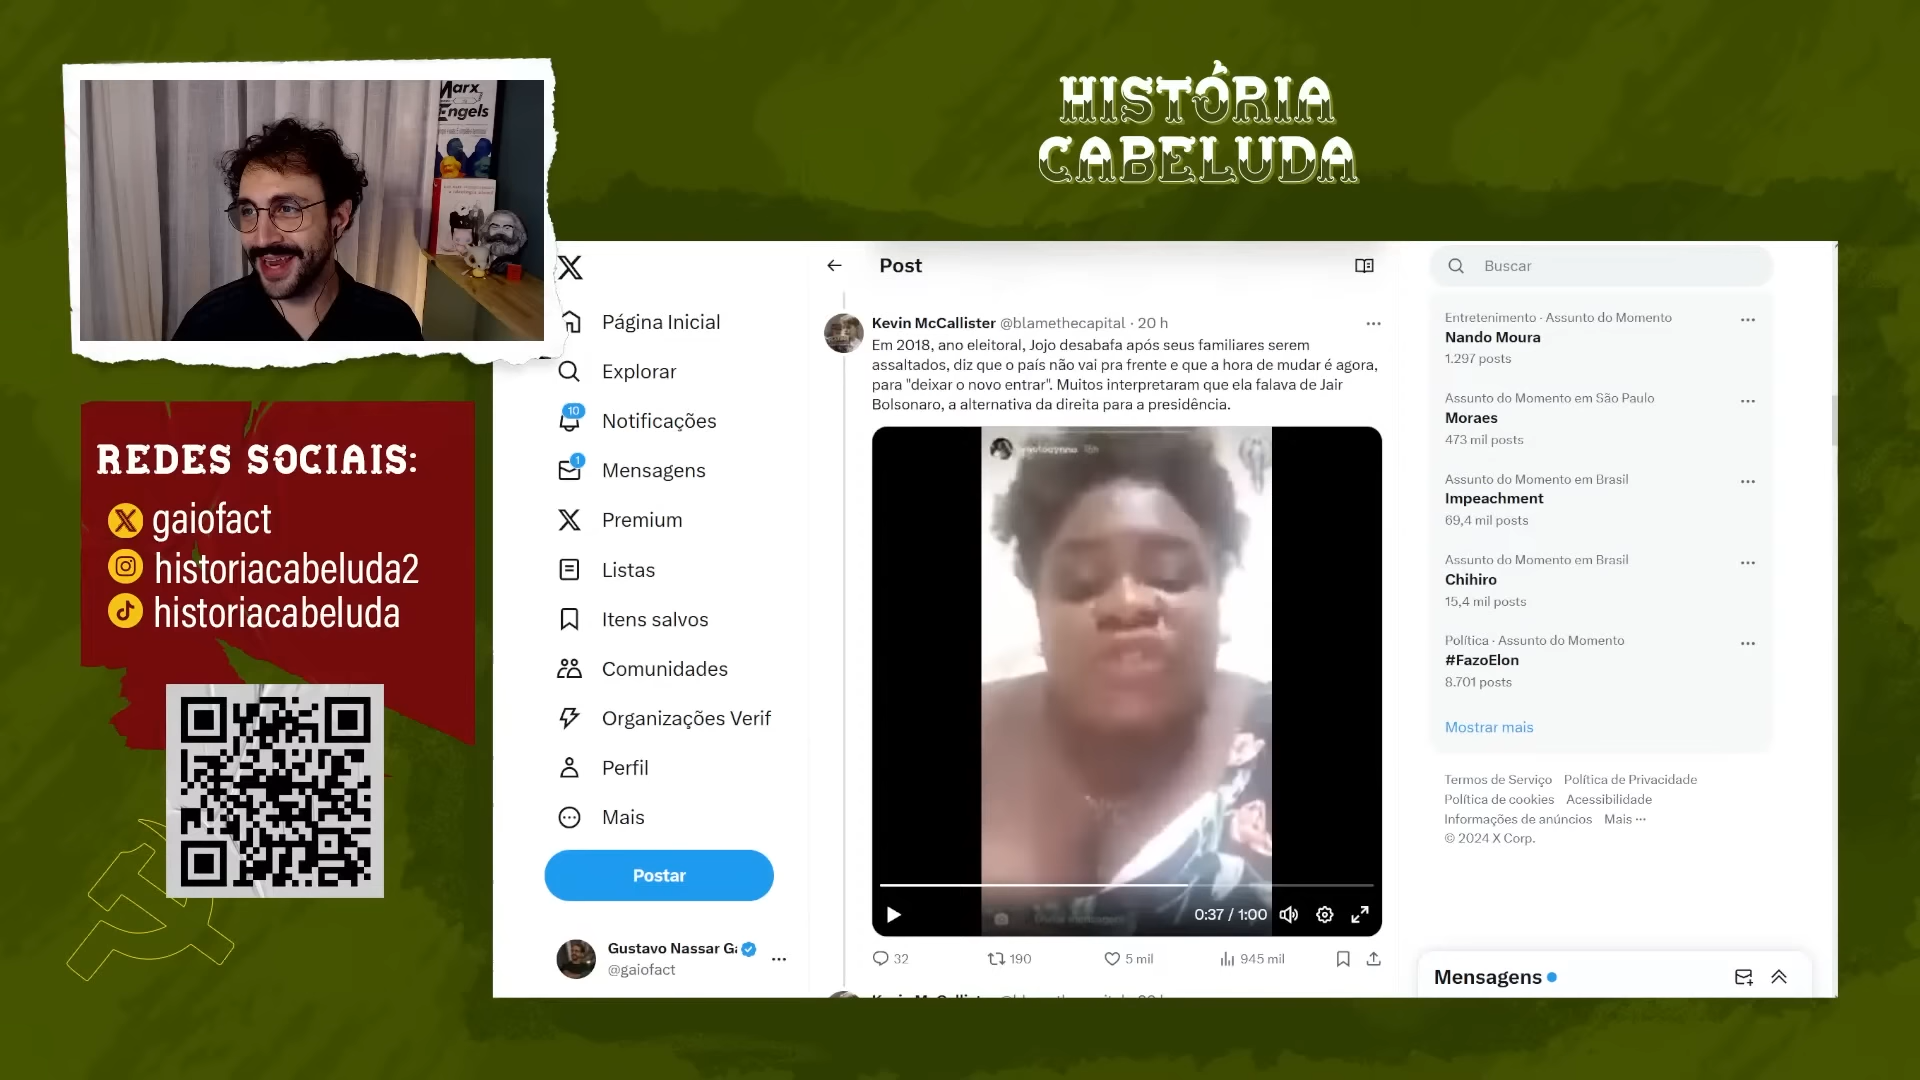 Marx
Engels
HISTÓRIA
CABELUDA
REDES SOCIAIS:
gaiofact
historiacabeluda2
historiacabeluda
Página Inicial
Explorar
10
Notificações
1
Mensagens
Premium
Listas
Itens salvos
Comunidades
Organizações Verif
Perfil
Mais
Postar
Gustavo Nassar Ga
@gaiofact
Post
Kevin McCallister @blamethecapital · 20 h
Em 2018, ano eleitoral, Jojo desabafa após seus familiares serem
assaltados, diz que o país não vai pra frente e que a hora de mudar é agora,
para "deixar o novo entrar". Muitos interpretaram que ela falava de Jair
Bolsonaro, a alternativa da direita para a presidência.
0:37 / 1:00
32
190
5 mil
945 mil
Buscar
Entretenimento · Assunto do Momento
Nando Moura
1.297 posts
Assunto do Momento em São Paulo
Moraes
473 mil posts
Assunto do Momento em Brasil
Impeachment
69,4 mil posts
Assunto do Momento em Brasil
Chihiro
15,4 mil posts
Política · Assunto do Momento
#FazoElon
8.701 posts
Mostrar mais
Termos de Serviço Política de Privacidade
Política de cookies Acessibilidade
Informações de anúncios Mais ···
© 2024 X Corp.
Mensagens